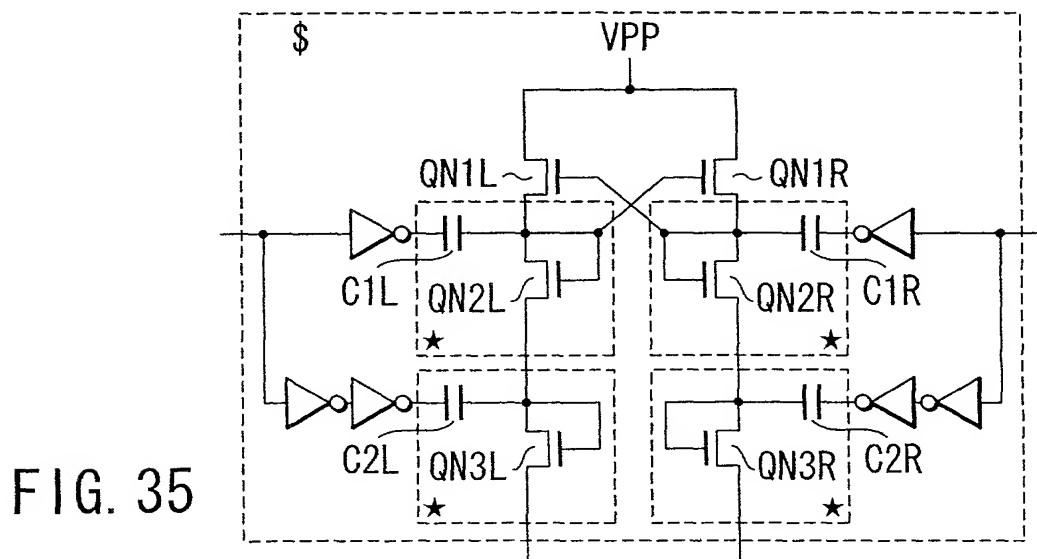 $
VPP
QN1L
QN1R
C1L
QN2L
QN2R
C1R
★
★
C2L
QN3L
QN3R
C2R
★
★
FIG. 35